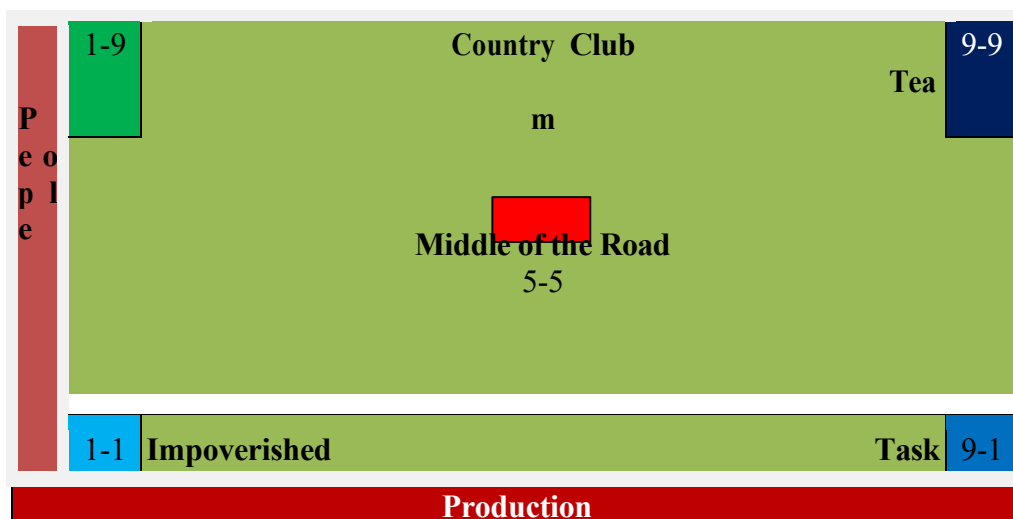 1-9 Country Club 9-9
Tea
m
P
e o
p l
e
Middle of the Road
5-5
1-1 Impoverished Task 9-1
Production